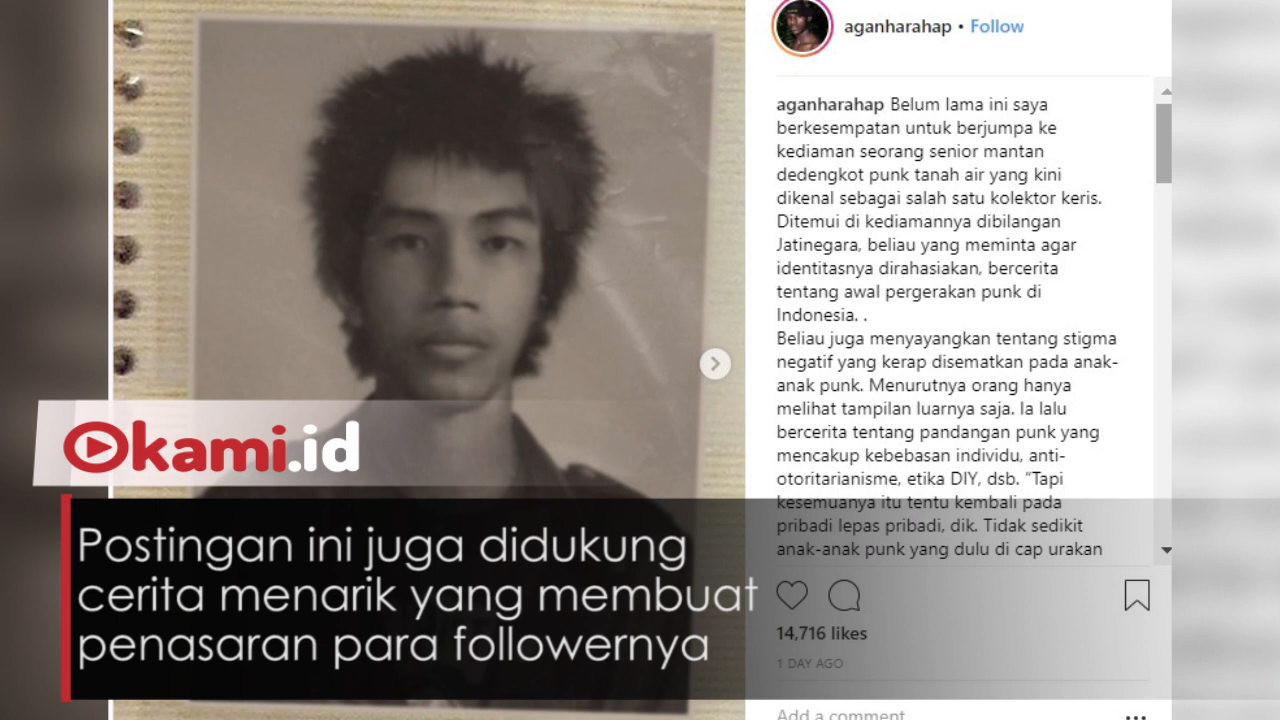 aganharahap • Follow
aganharahap Belum lama ini saya
berkesempatan untuk berjumpa ke
kediaman seorang senior mantan
dedengkot punk tanah air yang kini
dikenal sebagai salah satu kolektor keris.
Ditemui di kediamannya dibilangan
Jatinegara, beliau yang meminta agar
identitasnya dirahasiakan, bercerita
tentang awal pergerakan punk di
Indonesia. .
Beliau juga menyayangkan tentang stigma
negatif yang kerap disematkan pada anak-
anak punk. Menurutnya orang hanya
melihat tampilan luarnya saja. Ia lalu
bercerita tentang pandangan punk yang
mencakup kebebasan individu, anti-
otoritarianisme, etika DIY, dsb. “Tapi
kesemuanya itu tentu kembali pada
pribadi lepas pribadi, dik. Tidak sedikit
anak-anak punk yang dulu di cap urakan
14,716 likes
1 DAY AGO
Add a comment...
Okami.id
Postingan ini juga didukung
cerita menarik yang membuat
penasaran para followernya